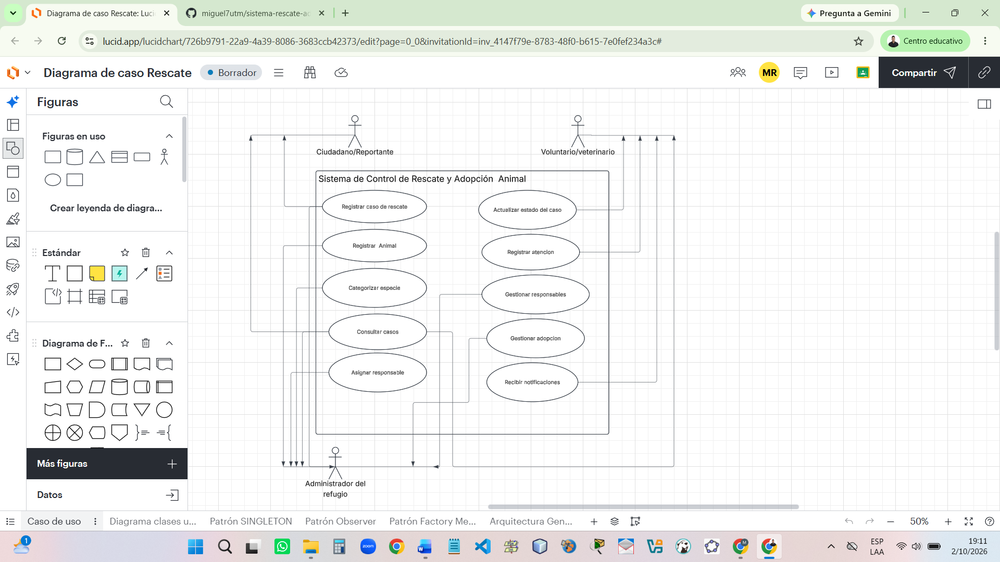 Diagrama de caso Rescate: Luci
miguel7utm/sistema-rescate-ad
Pregunta a Gemini
lucid.app/lucidchart/726b9791-22a9-4a39-8086-3683ccb42373/edit?page=0_0&invitationId=inv_4147f79e-8783-48f0-b615-7e0fef234a3c#
Centro educativo
Diagrama de caso Rescate
Borrador
MR
Compartir
Figuras
Figuras en uso
Crear leyenda de diagra...
Estándar
Diagrama de F...
Más figuras
Datos
Ciudadano/Reportante
Voluntario/veterinario
Sistema de Control de Rescate y Adopción  Animal
Registrar caso de rescate
Actualizar estado del caso
Registrar  Animal
Registrar atencion
Categorizar especie
Gestionar responsables
Consultar casos
Gestionar adopcion
Asignar responsable
Recibir notificaciones
Administrador del
refugio
Caso de uso
Diagrama clases u...
Patrón SINGLETON
Patrón Observer
Patrón Factory Me...
Arquitectura Gen...
50%
1
zoom
M
ESP
LAA
19:11
2/10/2026